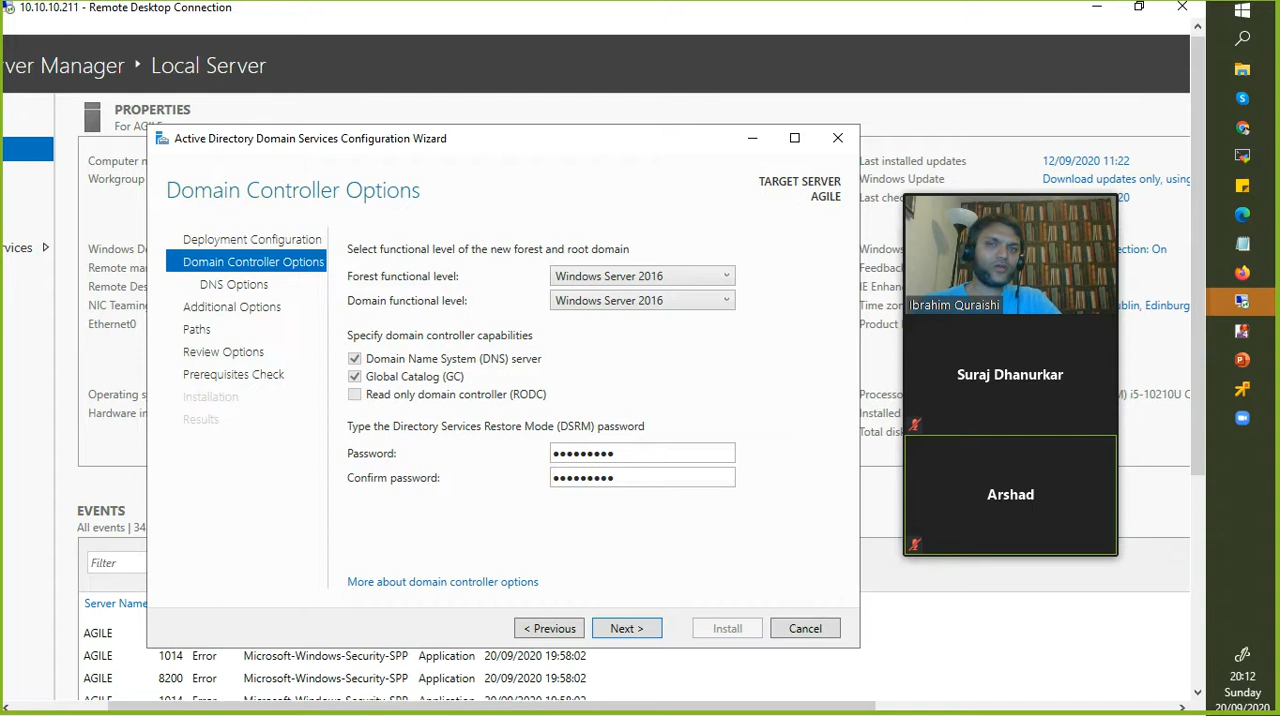 10.10.10.211 - Remote Desktop Connection
ver Manager ‣ Local Server
PROPERTIES
For AGILE
Active Directory Domain Services Configuration Wizard
Computer n
Workgroup
Last installed updates 12/09/2020 11:22
Windows Update Download updates only, using
Last chec 20
Domain Controller Options
TARGET SERVER
AGILE
Deployment Configuration
Domain Controller Options
DNS Options
Additional Options
Paths
Review Options
Prerequisites Check
Installation
Results
Select functional level of the new forest and root domain
Forest functional level: Windows Server 2016
Domain functional level: Windows Server 2016
Specify domain controller capabilities
Domain Name System (DNS) server
Global Catalog (GC)
Read only domain controller (RODC)
Type the Directory Services Restore Mode (DSRM) password
Password: •••••••••
Confirm password: •••••••••
More about domain controller options
< Previous
Next >
Install
Cancel
vices
Windows De
Remote man
Remote Des
NIC Teaming
Ethernet0
Operating s
Hardware in
Windows
Feedback
IE Enhan
Time zon
Product
ection: On
blin, Edinburg
Processo
M) i5-10210U C
Installed
Total disk
Ibrahim Quraishi
Suraj Dhanurkar
Arshad
EVENTS
All events | 34
Filter
Server Name
AGILE
AGILE 1014 Error Microsoft-Windows-Security-SPP Application 20/09/2020 19:58:02
AGILE 8200 Error Microsoft-Windows-Security-SPP Application 20/09/2020 19:58:02
20:12
Sunday
20/09/2020